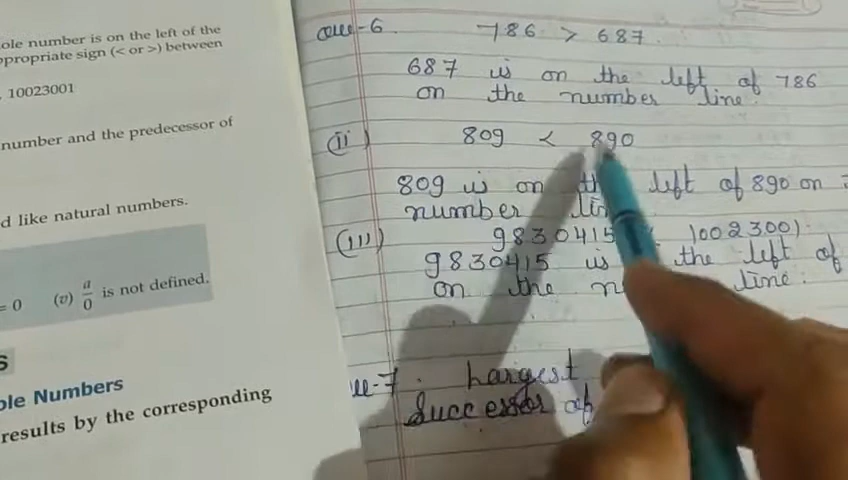 ole number is on the left of the
ppropriate sign (< or >) between
, 10023001
number and the predecessor of
d like natural numbers.
= 0 (v) a/0 is not defined.
S
ole Numbers
results by the corresponding
que-6. 786 > 687
687 is on the left of 786
on the number line.
(ii) 809 < 890
809 is on left of 890 on
number
(iii) 9830415 10023001.
9830415 is the left of
on the line.
-7. Largest
Successor of